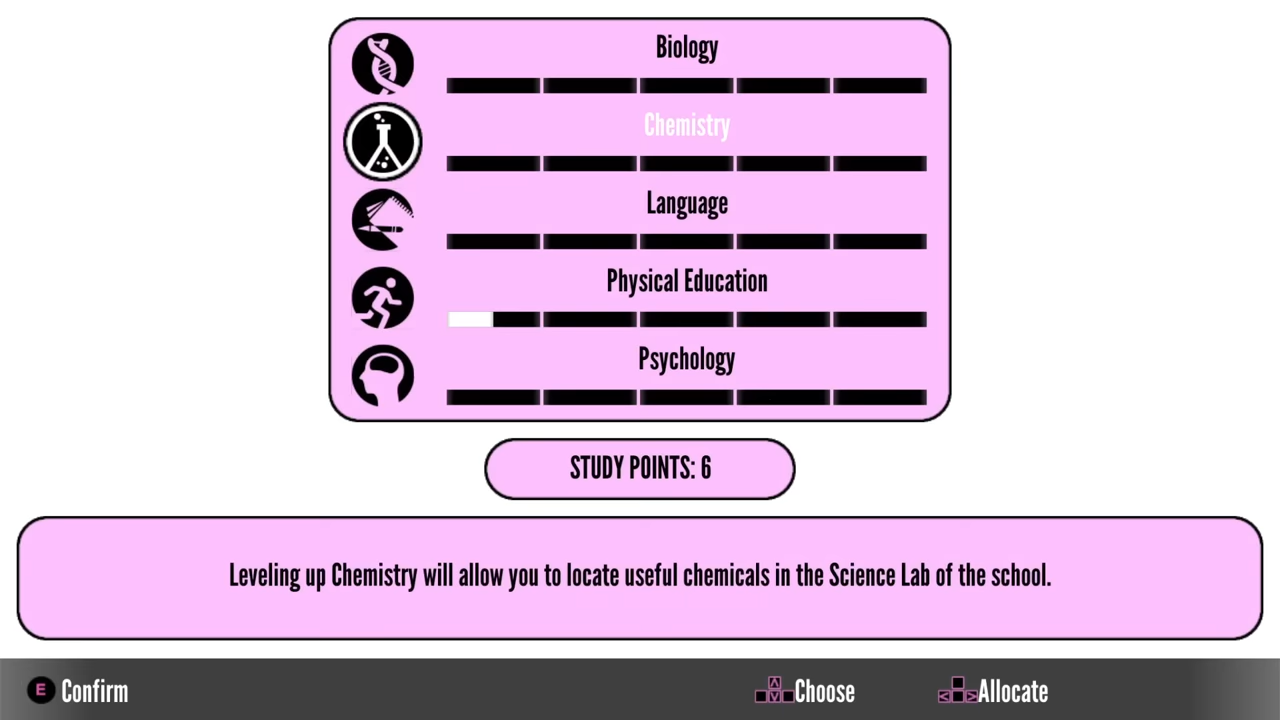 Biology
Chemistry
Language
Physical Education
Psychology
STUDY POINTS: 6
Leveling up Chemistry will allow you to locate useful chemicals in the Science Lab of the school.
E Confirm
Choose
Allocate